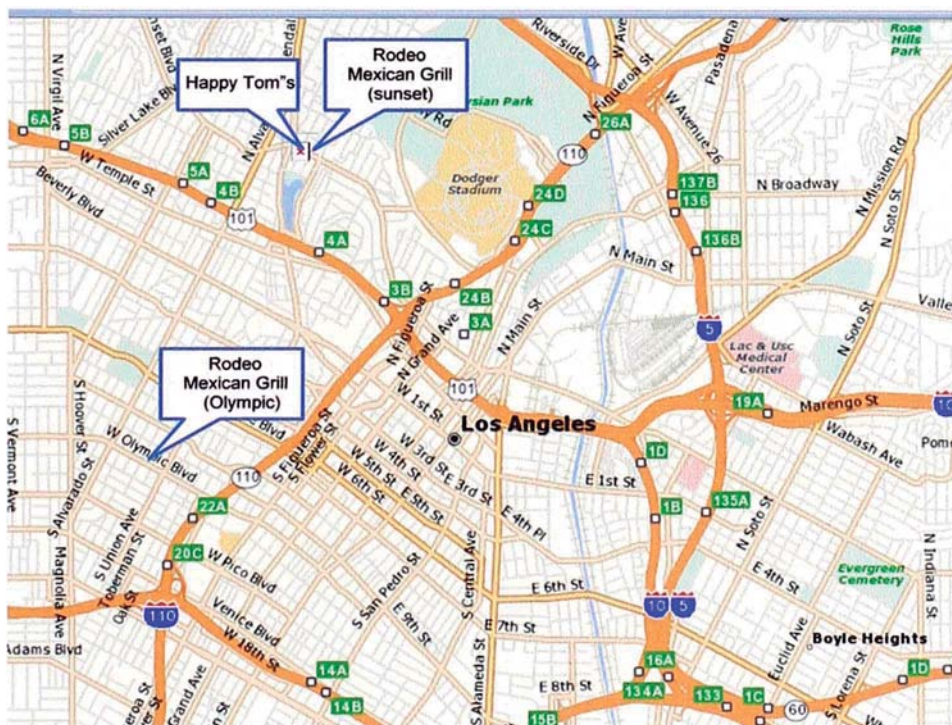 Happy Tom"s
Rodeo
Mexican Grill
(sunset)
Rodeo
Mexican Grill
(Olympic)
Riverside Dr
N Figueroa St
Pasadena
Rose
Hills
Park
N Virgil Ave
Silver Lake Blvd
6A
5B
5A
4B
W Temple St
Beverly Blvd
101
4A
26A
110
W Avenue 26
Dodger
Stadium
24D
24C
137B
136
136B
N Broadway
N Mission Rd
N Soto St
N Main St
3B
24B
3A
N Figueroa St
N Grand Ave
N Main St
5
Lac & Usc
Medical
Center
N Soto St
101
W 1st St
Los Angeles
19A
Marengo St
Wabash Ave
S Hoover St
S Vermont Ave
W Olympic Blvd
S Alvarado St
110
S Figueroa St
S Flower St
W 3rd St
W 4th St
W 5th St
W 6th St
E 3rd St
E 5th St
E 4th Pl
E 1st St
1D
1B
135A
N Soto St
22A
20C
S Union Ave
Toberman St
Oak St
Magnolia Ave
W Pico Blvd
Venice Blvd
W 18th St
110
S San Pedro St
E 9th St
S Central Ave
S Alameda St
E 6th St
E 7th St
E 8th St
E 4th St
Evergreen
Cemetery
N Indiana St
10
5
Euclid Ave
Boyle Heights
Adams Blvd
14A
14B
15B
16A
134A
133
1C
60
S Lorena St
1D